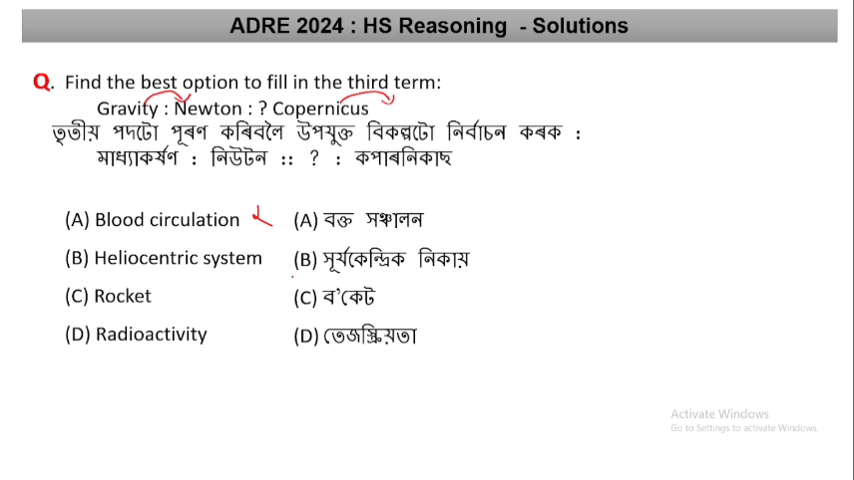 ADRE 2024 : HS Reasoning - Solutions
Q. Find the best option to fill in the third term:
Gravity : Newton : ? Copernicus
তৃতীয় পদটো পূৰণ কৰিবলৈ উপযুক্ত বিকল্পটো নিৰ্বাচন কৰক :
মাধ্যাকৰ্ষণ : নিউটন :: ? : কপাৰনিকাছ
(A) Blood circulation (A) ৰক্ত সঞ্চালন
(B) Heliocentric system (B) সূৰ্যকেন্দ্ৰিক নিকায়
(C) Rocket (C) ৰ'কেট
(D) Radioactivity (D) তেজস্ক্ৰিয়তা
Activate Windows
Go to Settings to activate Windows.